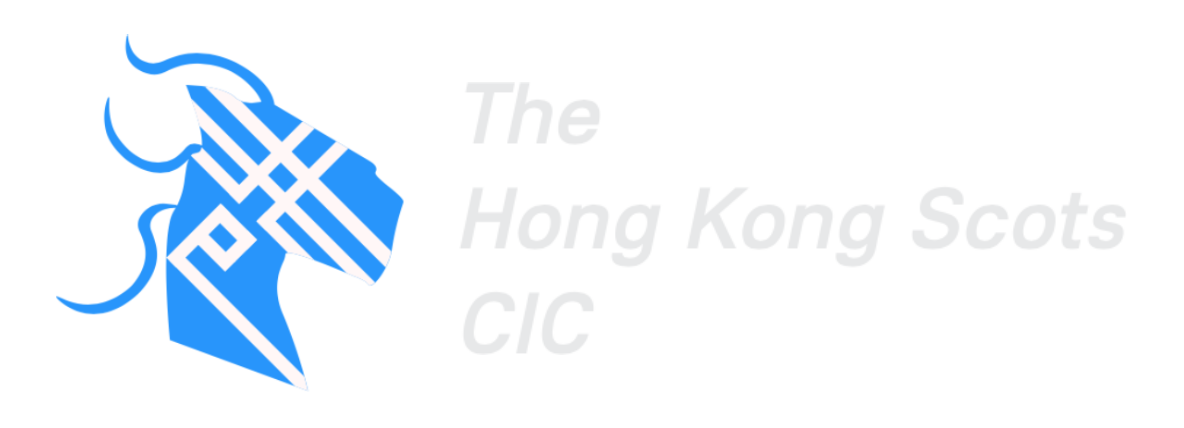 The
Hong Kong Scots
CIC